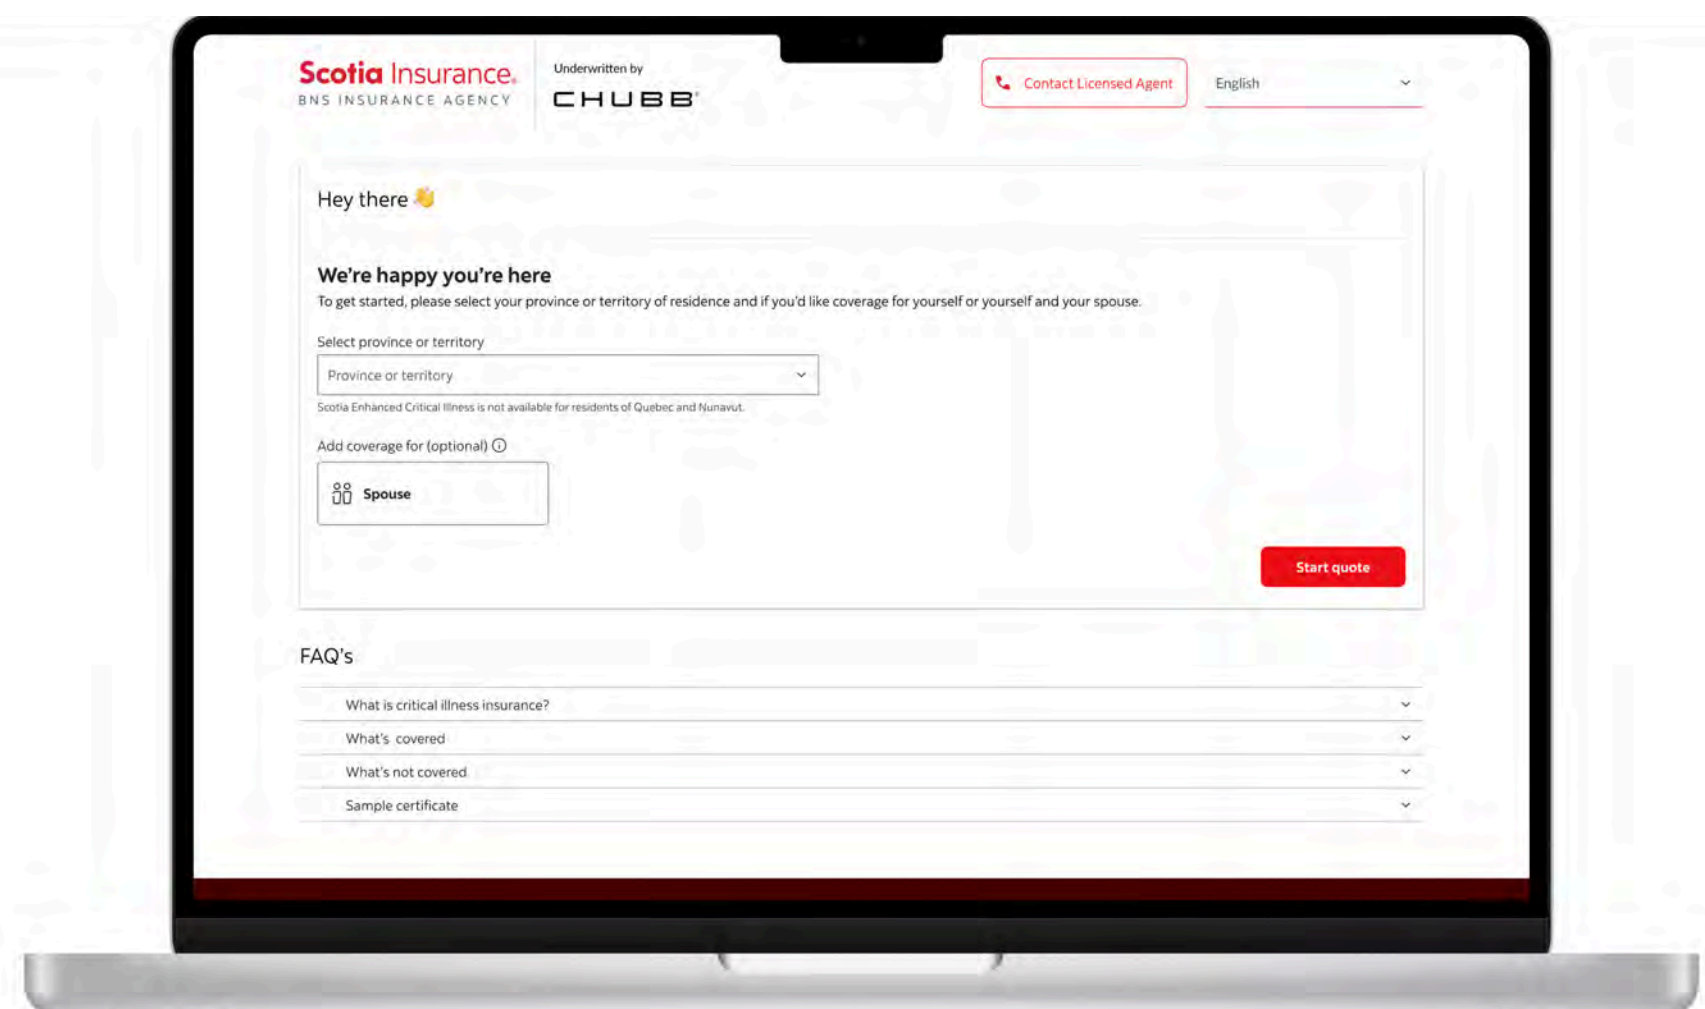 Scotia Insurance.
BNS INSURANCE AGENCY
Underwritten by
CHUBB
Contact Licensed Agent
English
Hey there 👋
We're happy you're here
To get started, please select your province or territory of residence and if you'd like coverage for yourself or yourself and your spouse.
Select province or territory
Province or territory
Scotia Enhanced Critical Illness is not available for residents of Quebec and Nunavut.
Add coverage for (optional)
Spouse
Start quote
FAQ's
What is critical illness insurance?
What's covered
What's not covered
Sample certificate